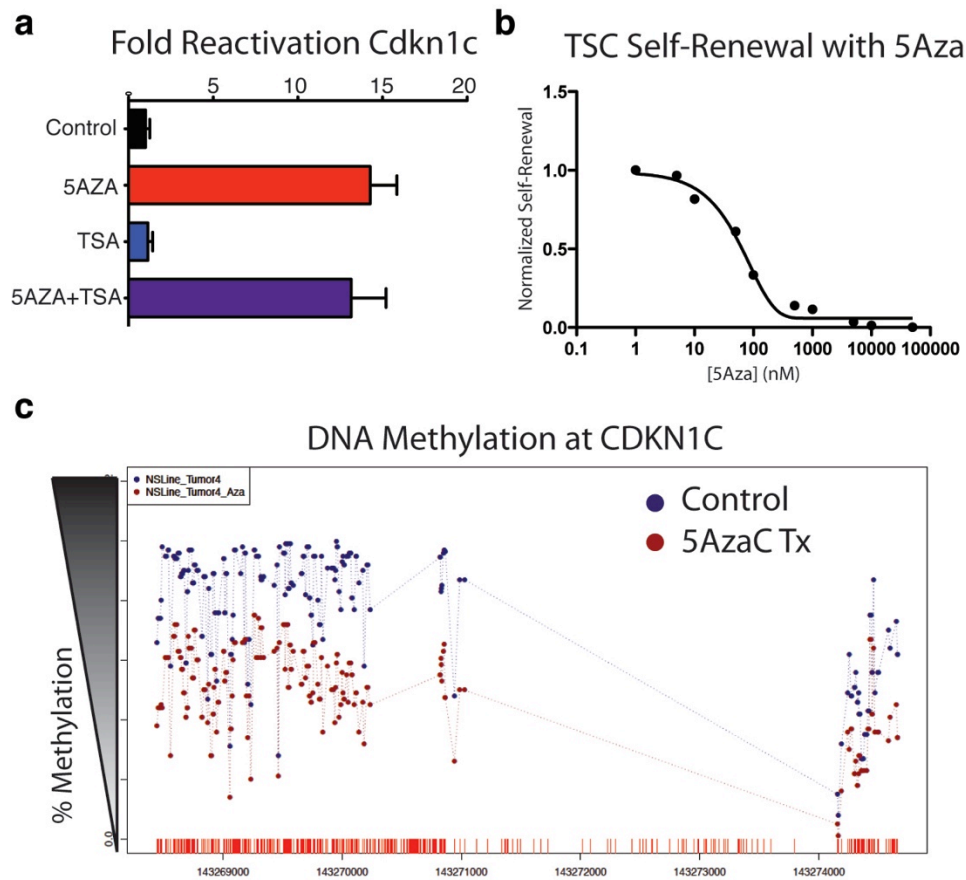 a
Fold Reactivation Cdkn1c
0 5 10 15 20
Control
5AZA
TSA
5AZA+TSA
b
TSC Self-Renewal with 5Aza
Normalized Self-Renewal
1.5
1.0
0.5
0.0
0.1 1 10 100 1000 10000 100000
[5Aza] (nM)
c
DNA Methylation at CDKN1C
NSLine_Tumor4
NSLine_Tumor4_Aza
Control
5AzaC Tx
% Methylation
0.0
143269000 143270000 143271000 143272000 143273000 143274000